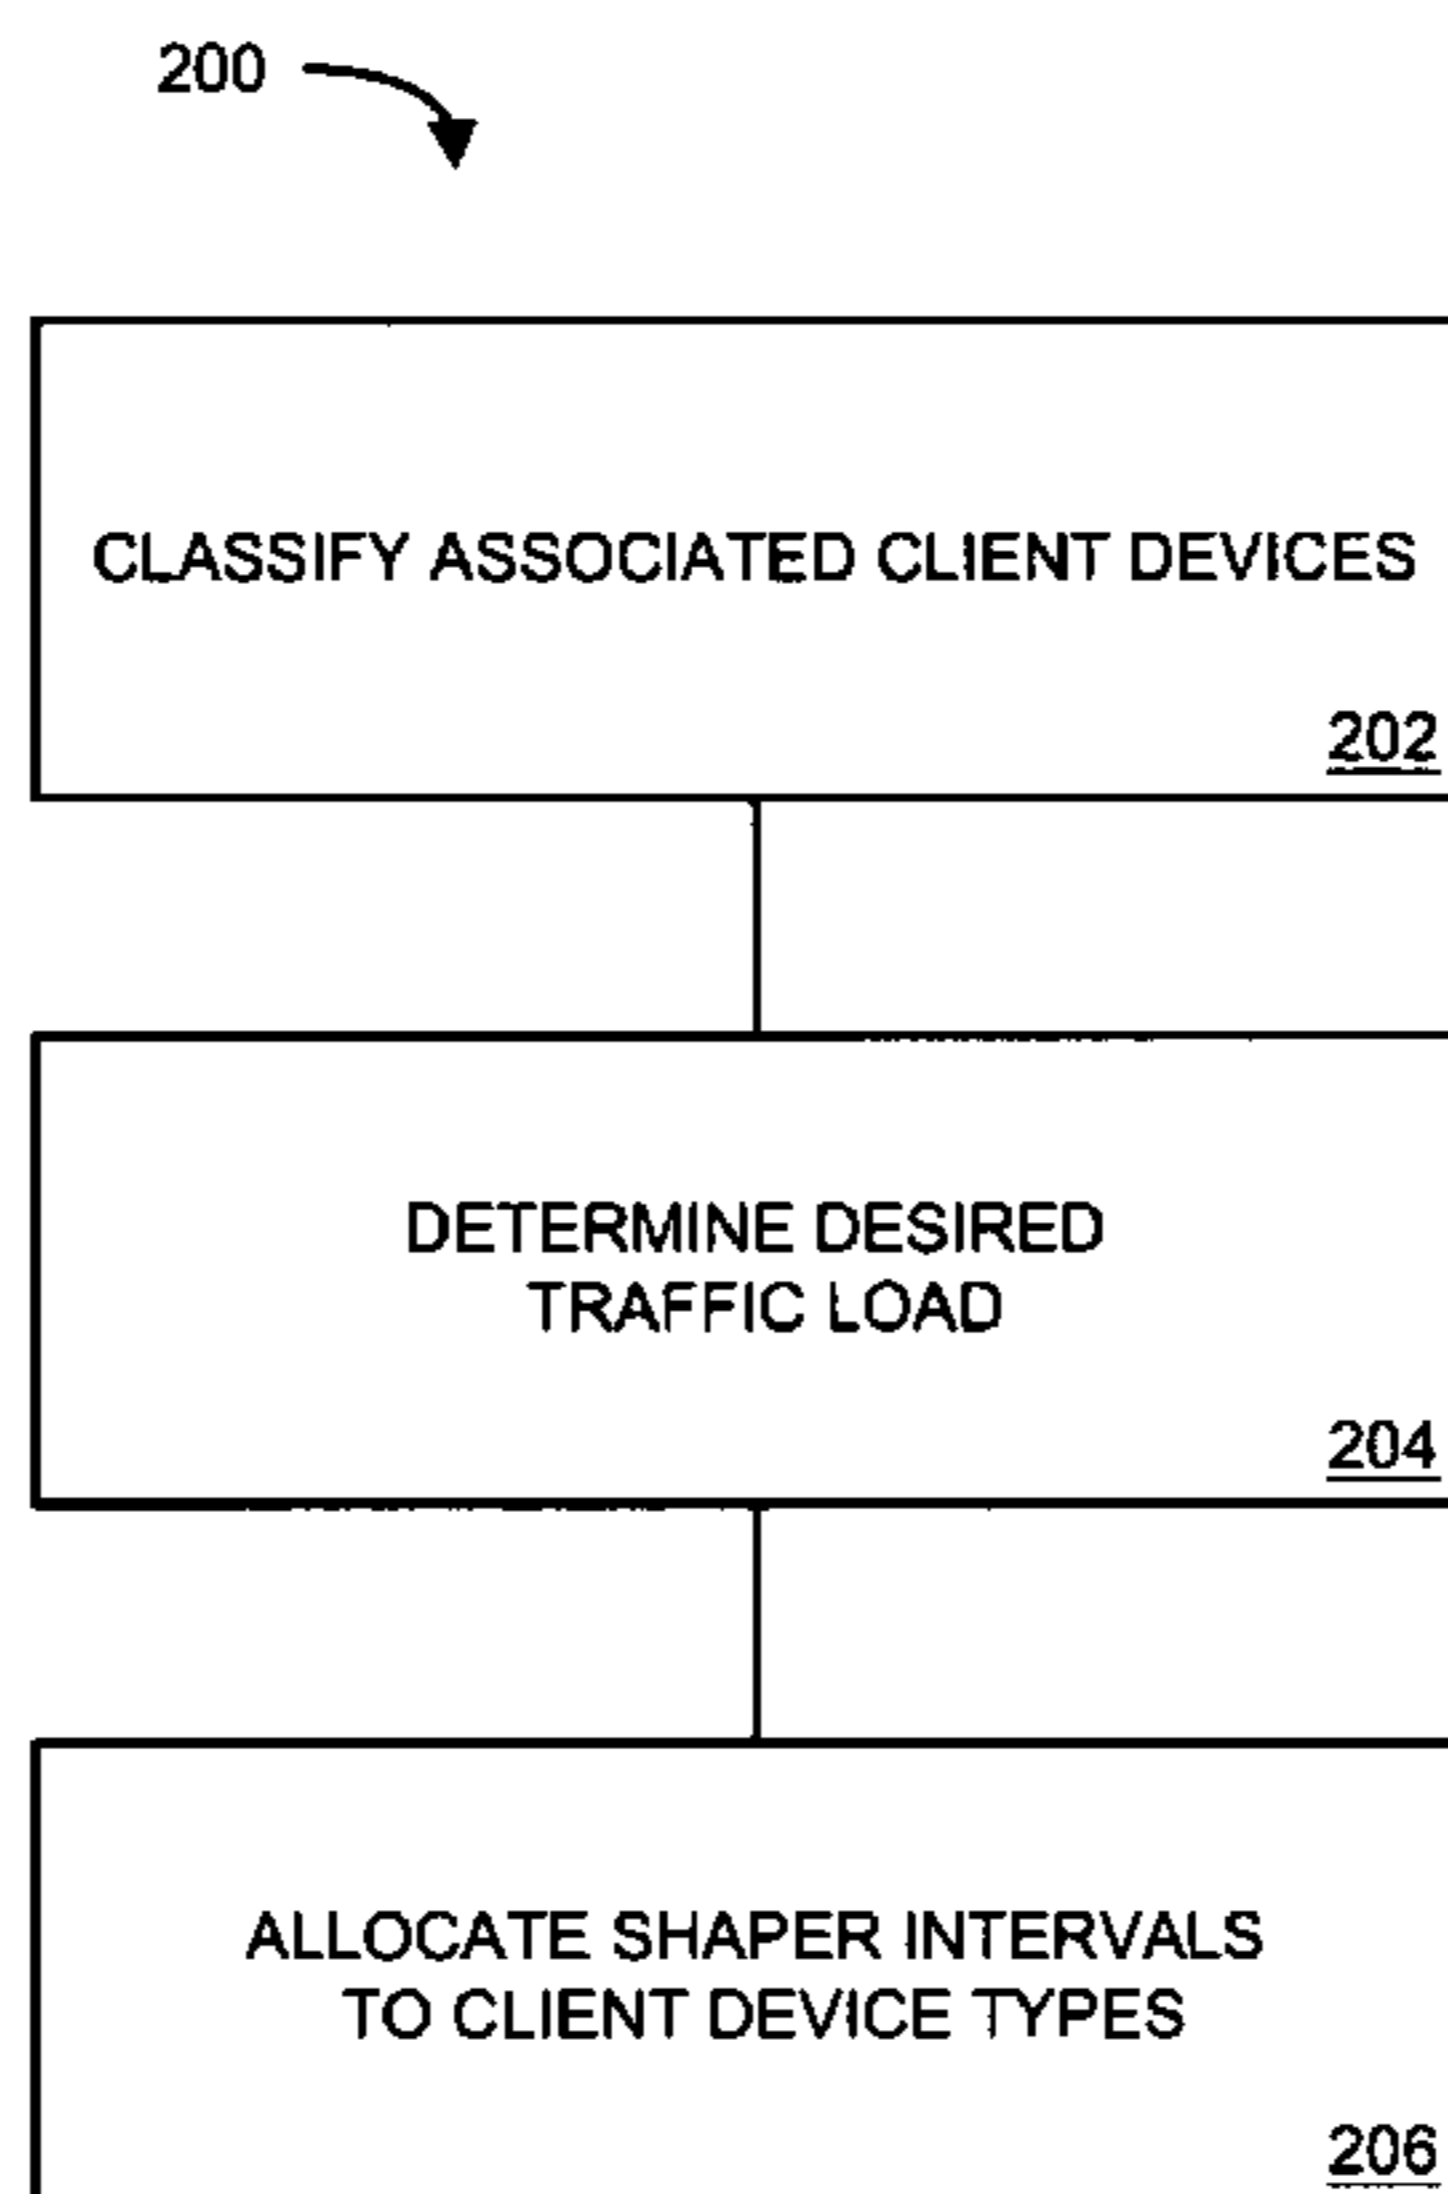 200
CLASSIFY ASSOCIATED CLIENT DEVICES
202
DETERMINE DESIRED
TRAFFIC LOAD
204
ALLOCATE SHAPER INTERVALS
TO CLIENT DEVICE TYPES
206